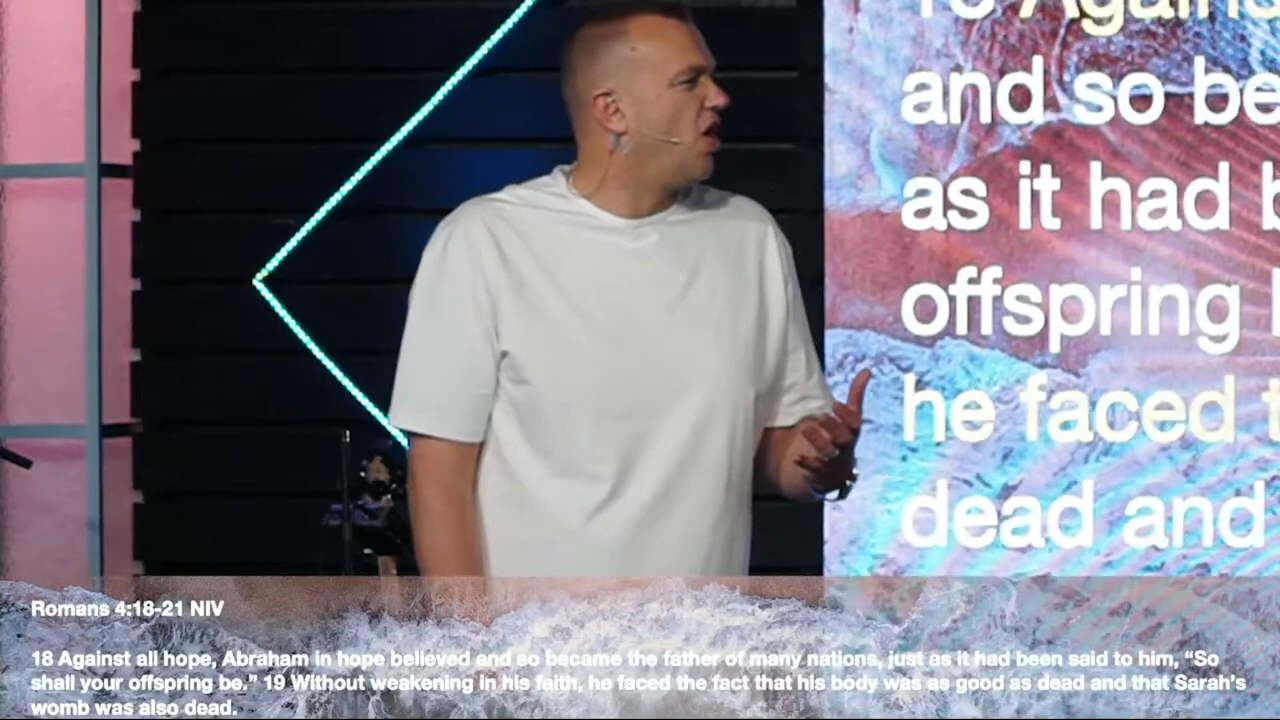 18 Against
and so be
as it had b
offspring
he faced t
dead and
Romans 4:18-21 NIV
18 Against all hope, Abraham in hope believed and so became the father of many nations, just as it had been said to him, “So
shall your offspring be.” 19 Without weakening in his faith, he faced the fact that his body was as good as dead and that Sarah’s
womb was also dead.